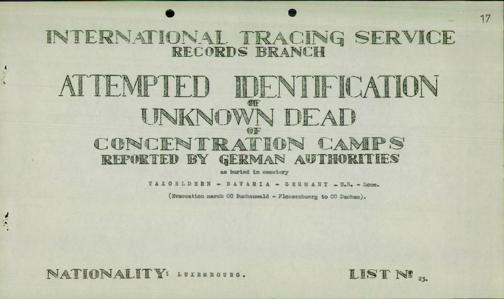 17
INTERNATIONAL TRACING SERVICE
RECORDS BRANCH
ATTEMPTED IDENTIFICATION
OF
UNKNOWN DEAD
OF
CONCENTRATION CAMPS
REPORTED BY GERMAN AUTHORITIES
as buried in cemetery
TAXOELDERN - BAVARIA - GERMANY - U.S. - Zone.
(Evacuation march CC Buchenwald - Flossenbuerg to CC Dachau).
NATIONALITY: LUXEMBOURG.
LIST No 23.